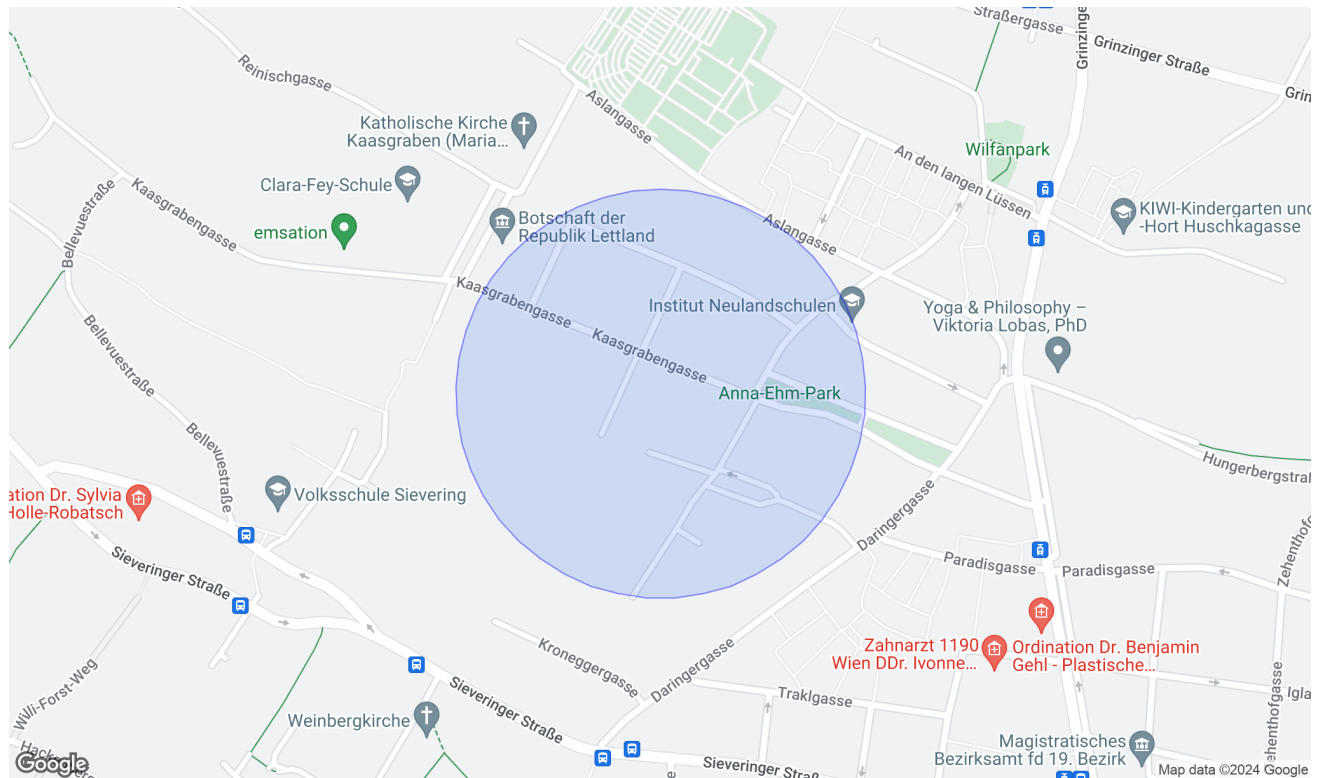 Straßergasse
Grinzinger Straße
Grinzinger
Grin
Reinischgasse
Aslangasse
Katholische Kirche
Kaasgraben (Maria...
An den langen Lüssen
Wilfanpark
Clara-Fey-Schule
Kaasgrabengasse
Bellevuestraße
emsation
Botschaft der
Republik Lettland
Aslangasse
KIWI-Kindergarten und
-Hort Huschkagasse
Kaasgrabengasse
Institut Neulandschulen
Yoga & Philosophy –
Viktoria Lobas, PhD
Kaasgrabengasse
Bellevuestraße
Anna-Ehm-Park
Bellevuestraße
Hungerbergstraß
ation Dr. Sylvia
Holle-Robatsch
Volksschule Sievering
Daringergasse
Zehenthofg
Sieveringer Straße
Paradisgasse
Paradisgasse
Zahnarzt 1190
Wien DDr. Ivonne...
Ordination Dr. Benjamin
Gehl - Plastische...
Kroneggergasse
Daringergasse
Willi-Forst-Weg
Sieveringer Straße
Traklgasse
Igla
Zehenthofgasse
Weinbergkirche
Magistratisches
Bezirksamt fd 19. Bezirk
Sieveringer Straße
Google
Map data ©2024 Google